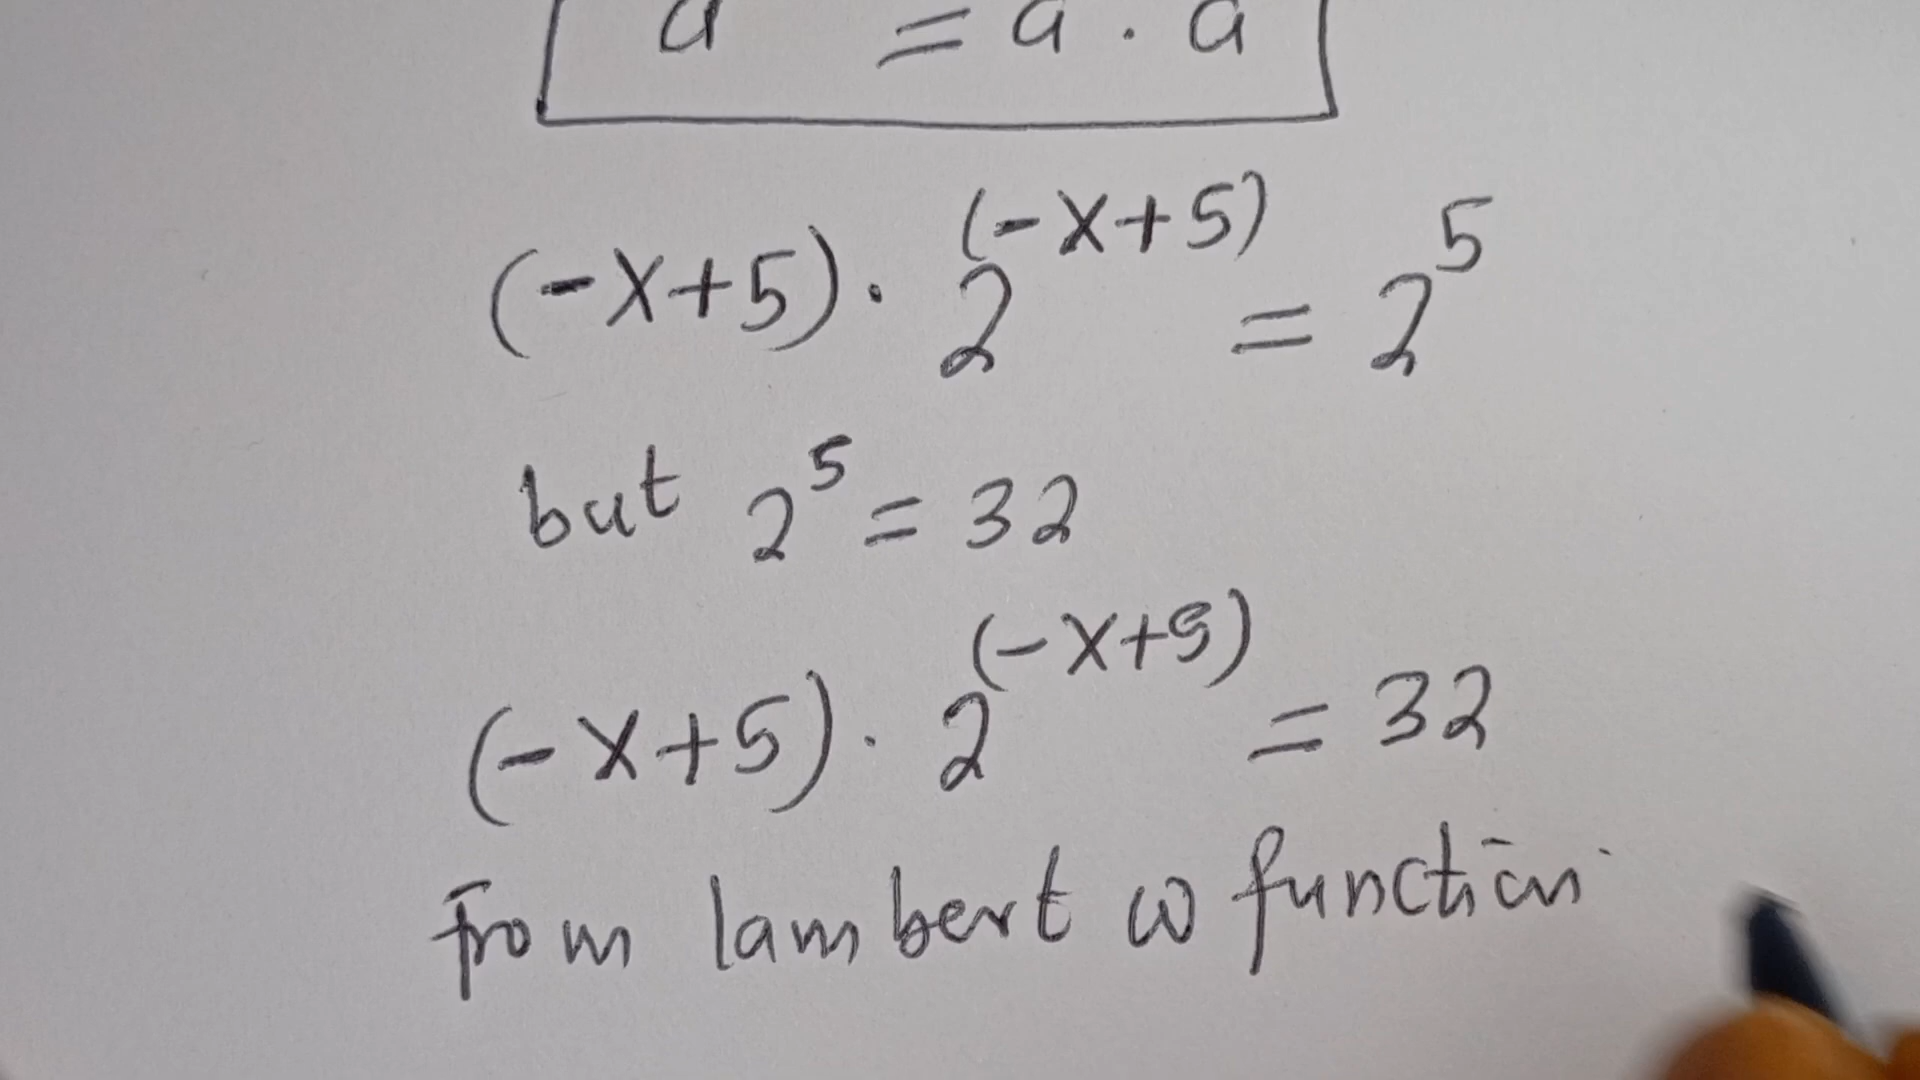 a = a . a
(-x+5) . 2^(-x+5) = 2^5
but 2^5 = 32
(-x+5) . 2^(-x+5) = 32
from lambert w function